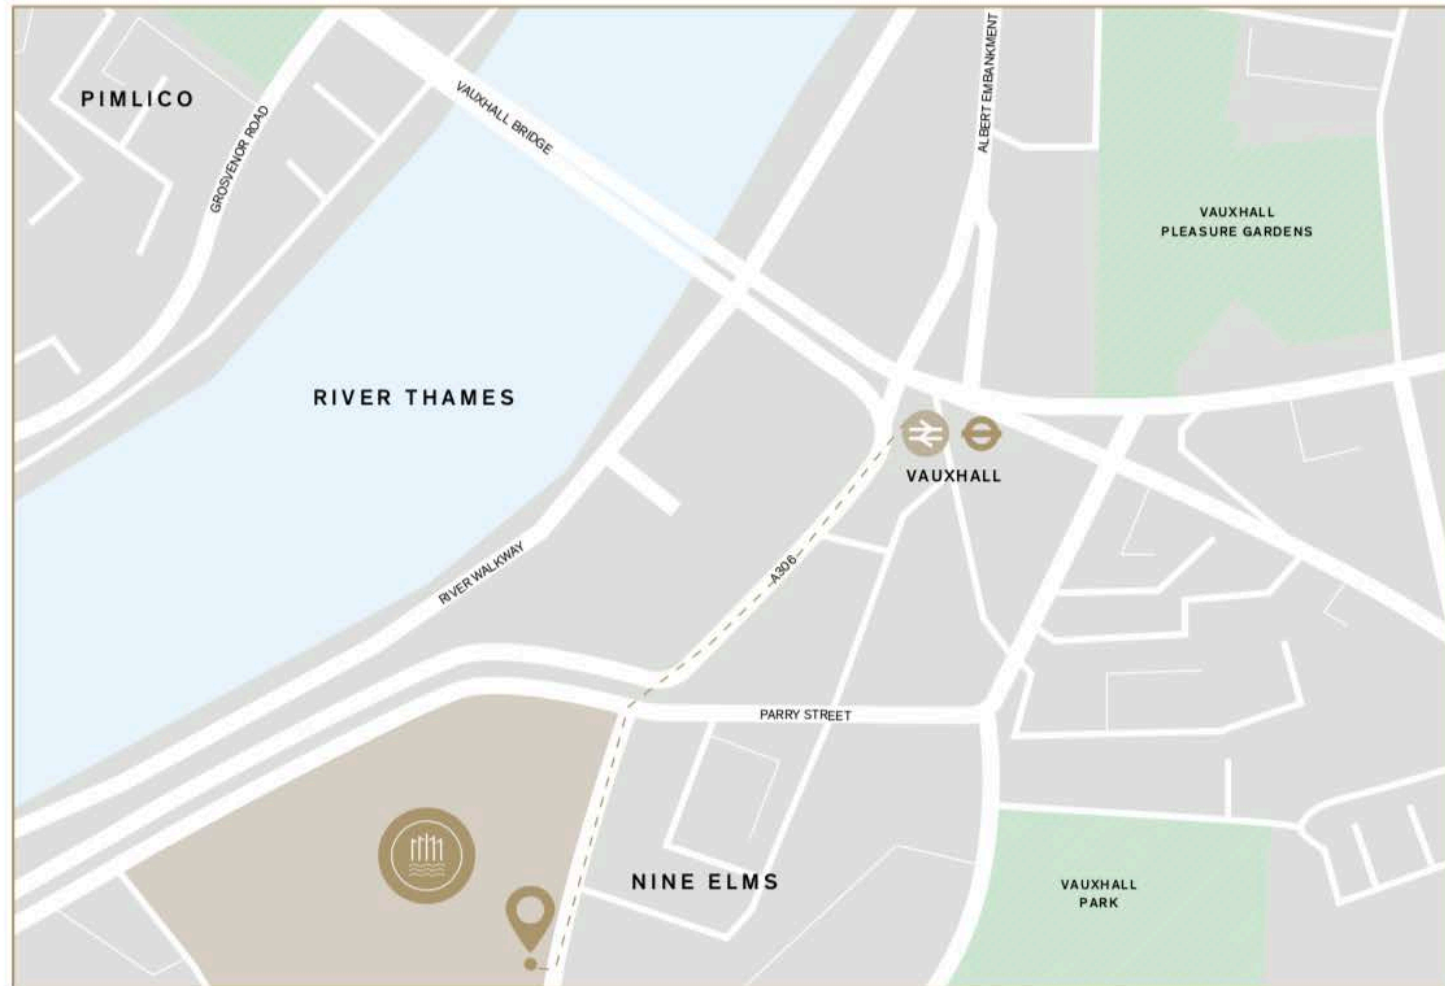 ALBERT EMBANKMENT
PIMLICO
VAUXHALL BRIDGE
GROSVENOR ROAD
VAUXHALL
PLEASURE GARDENS
RIVER THAMES
VAUXHALL
RIVER WALKWAY
A306
PARRY STREET
NINE ELMS
VAUXHALL
PARK